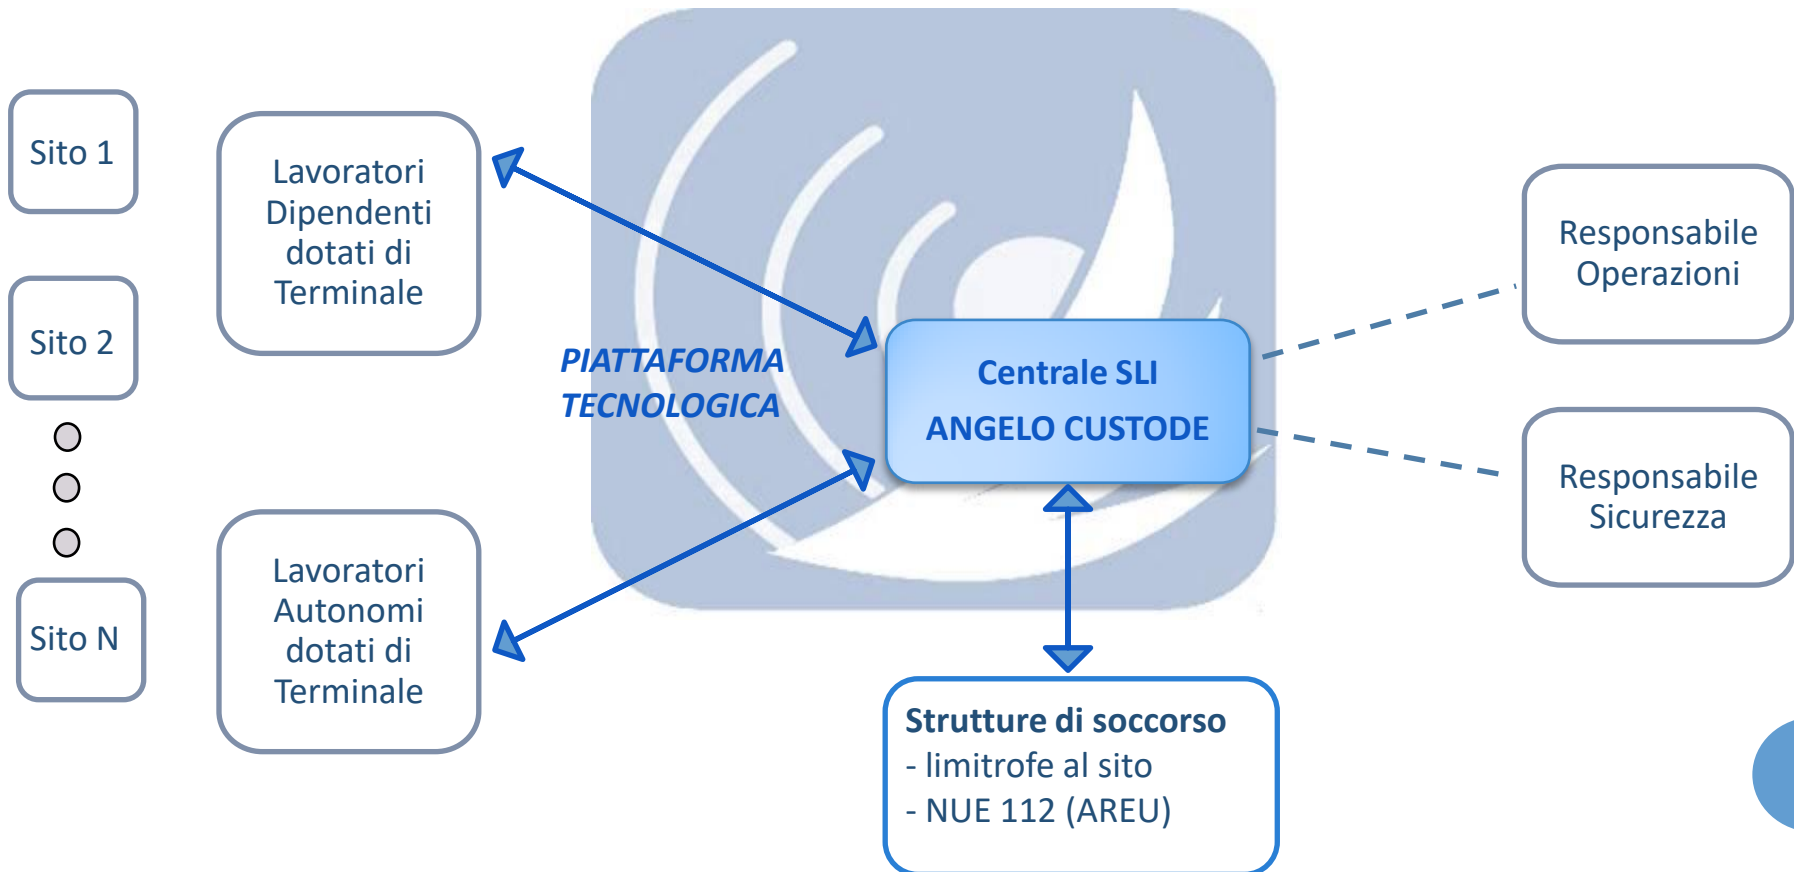 Sito 1
Sito 2
Sito N
Lavoratori
Dipendenti
dotati di
Terminale
Lavoratori
Autonomi
dotati di
Terminale
PIATTAFORMA
TECNOLOGICA
Centrale SLI
ANGELO CUSTODE
Strutture di soccorso
- limitrofe al sito
- NUE 112 (AREU)
Responsabile
Operazioni
Responsabile
Sicurezza